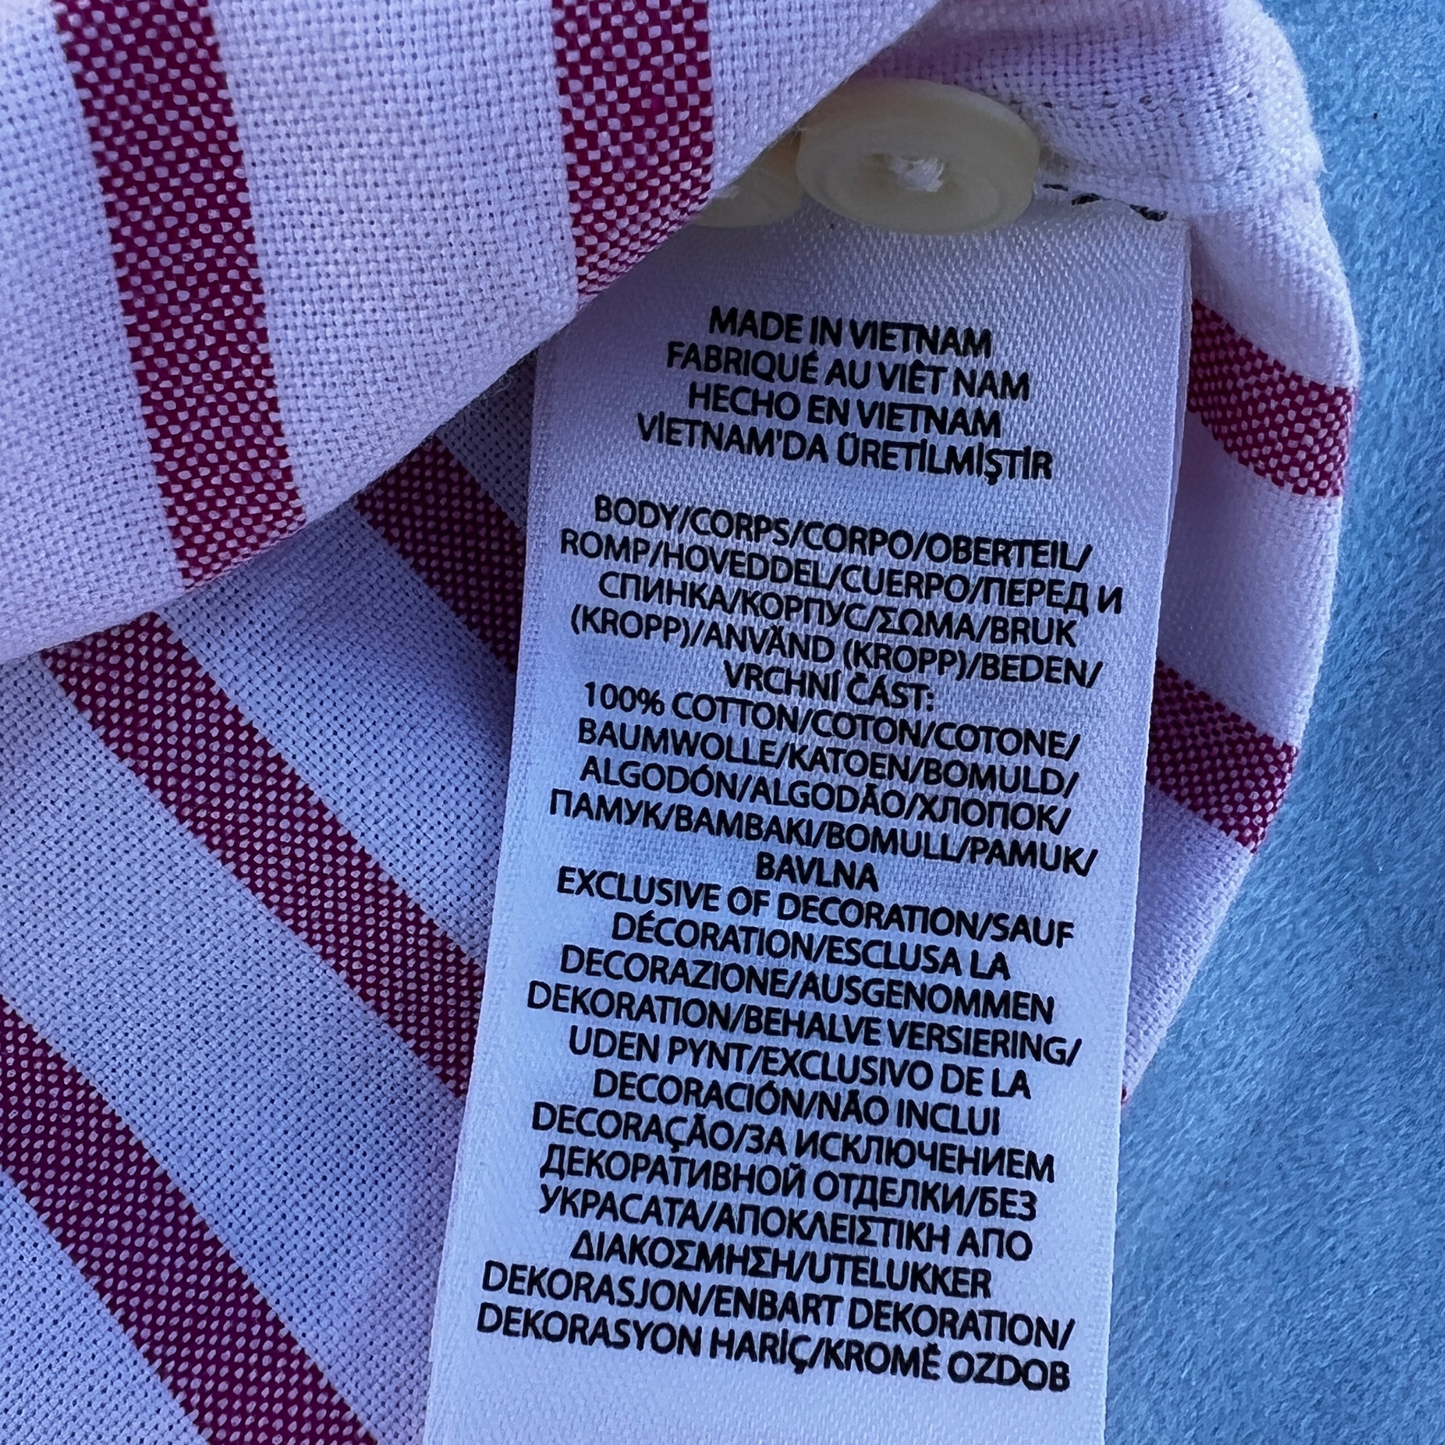 MADE IN VIETNAM
FABRIQUÉ AU VIÊT NAM
HECHO EN VIETNAM
VİETNAM'DA ÜRETİLMİŞTİR
BODY/CORPS/CORPO/OBERTEIL/
ROMP/HOVEDDEL/CUERPO/ПЕРЕД И
СПИНКА/КОРПУС/ΣΩΜΑ/BRUK
(KROPP)/ANVÄND (KROPP)/BEDEN/
VRCHNÍ ČÁST:
100% COTTON/COTON/COTONE/
BAUMWOLLE/KATOEN/BOMULD/
ALGODÓN/ALGODÃO/ХЛОПОК/
ПАМУК/ΒΑΜΒΑΚΙ/BOMULL/PAMUK/
BAVLNA
EXCLUSIVE OF DECORATION/SAUF
DÉCORATION/ESCLUSA LA
DECORAZIONE/AUSGENOMMEN
DEKORATION/BEHALVE VERSIERING/
UDEN PYNT/EXCLUSIVO DE LA
DECORACIÓN/NÃO INCLUI
DECORAÇÃO/ЗА ИСКЛЮЧЕНИЕМ
ДЕКОРАТИВНОЙ ОТДЕЛКИ/БЕЗ
УКРАСАТА/ΑΠΟΚΛΕΙΣΤΙΚΗ ΑΠΟ
ΔΙΑΚΟΣΜΗΣΗ/UTELUKKER
DEKORASJON/ENBART DEKORATION/
DEKORASYON HARİÇ/KROMĚ OZDOB